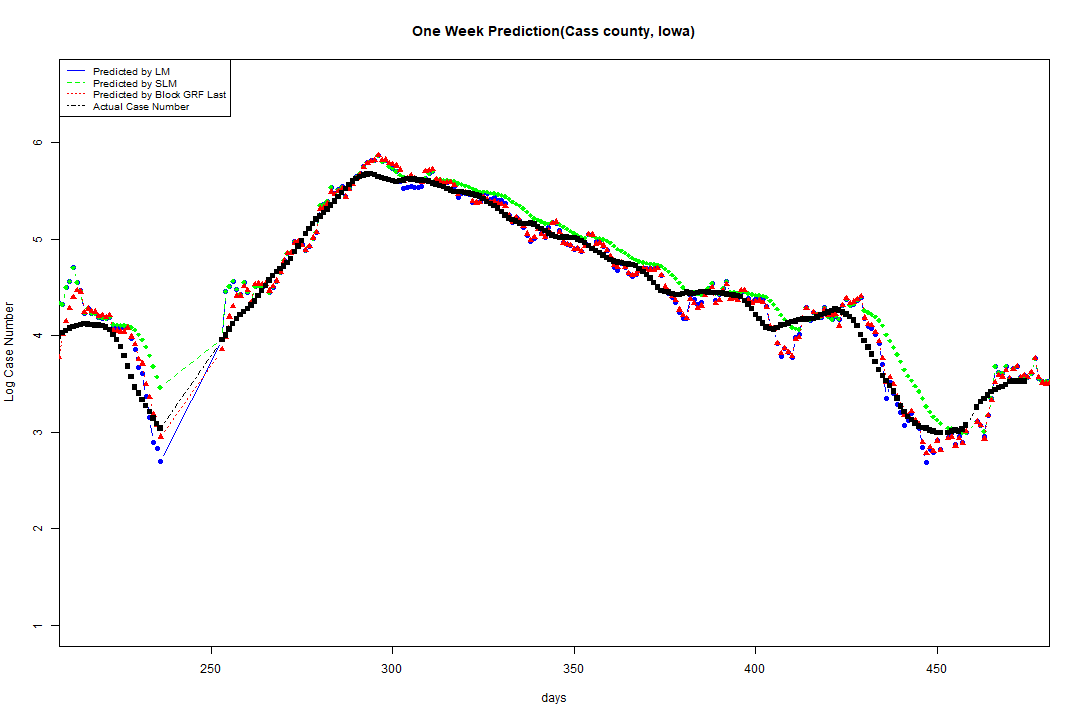 One Week Prediction(Cass county, Iowa)
Predicted by LM
Predicted by SLM
Predicted by Block GRF Last
Actual Case Number
6
5
4
3
2
1
Log Case Number
250 300 350 400 450
days